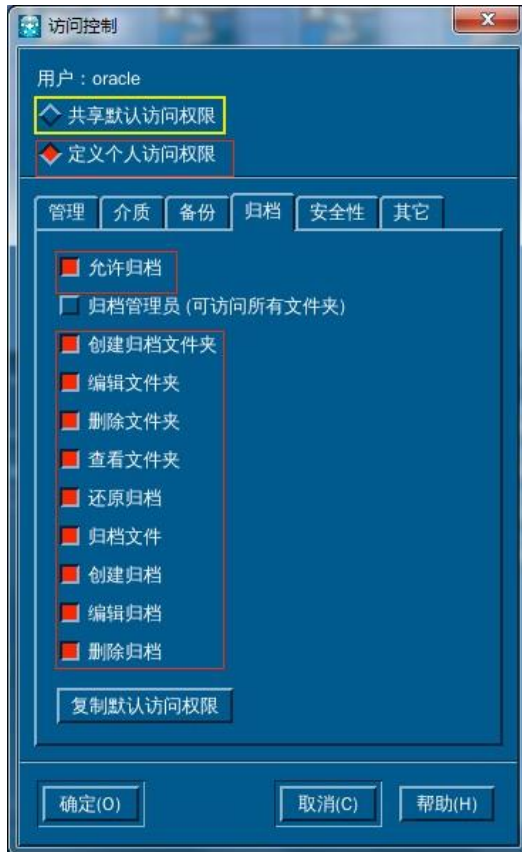 访问控制
用户：oracle
共享默认访问权限
定义个人访问权限
管理 介质 备份 归档 安全性 其它
允许归档
归档管理员 (可访问所有文件夹)
创建归档文件夹
编辑文件夹
删除文件夹
查看文件夹
还原归档
归档文件
创建归档
编辑归档
删除归档
复制默认访问权限
确定(O) 取消(C) 帮助(H)